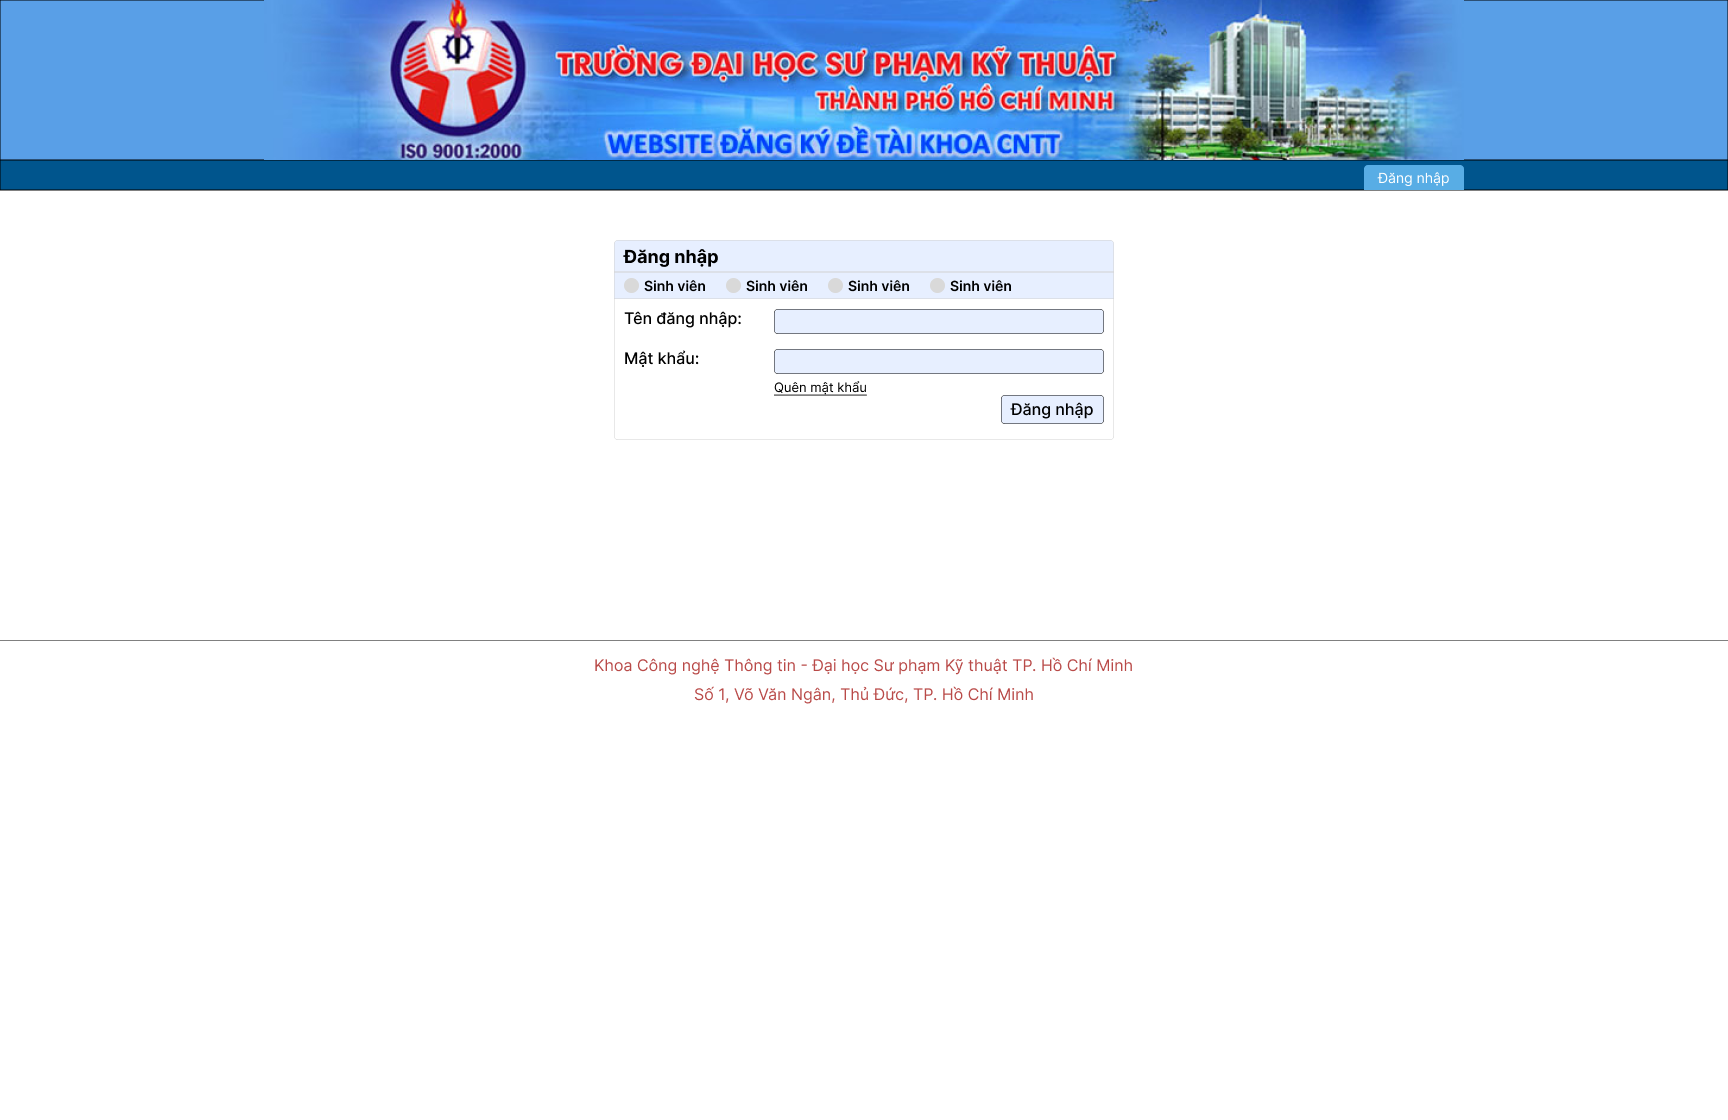 TRƯỜNG ĐẠI HỌC SƯ PHẠM KỸ THUẬT
THÀNH PHỐ HỒ CHÍ MINH
WEBSITE ĐĂNG KÝ ĐỀ TÀI KHOA CNTT
ISO 9001:2000
Đăng nhập
Đăng nhập
Sinh viên Sinh viên Sinh viên Sinh viên
Tên đăng nhập:
Mật khẩu:
Quên mật khẩu
Đăng nhập
Khoa Công nghệ Thông tin - Đại học Sư phạm Kỹ thuật TP. Hồ Chí Minh
Số 1, Võ Văn Ngân, Thủ Đức, TP. Hồ Chí Minh